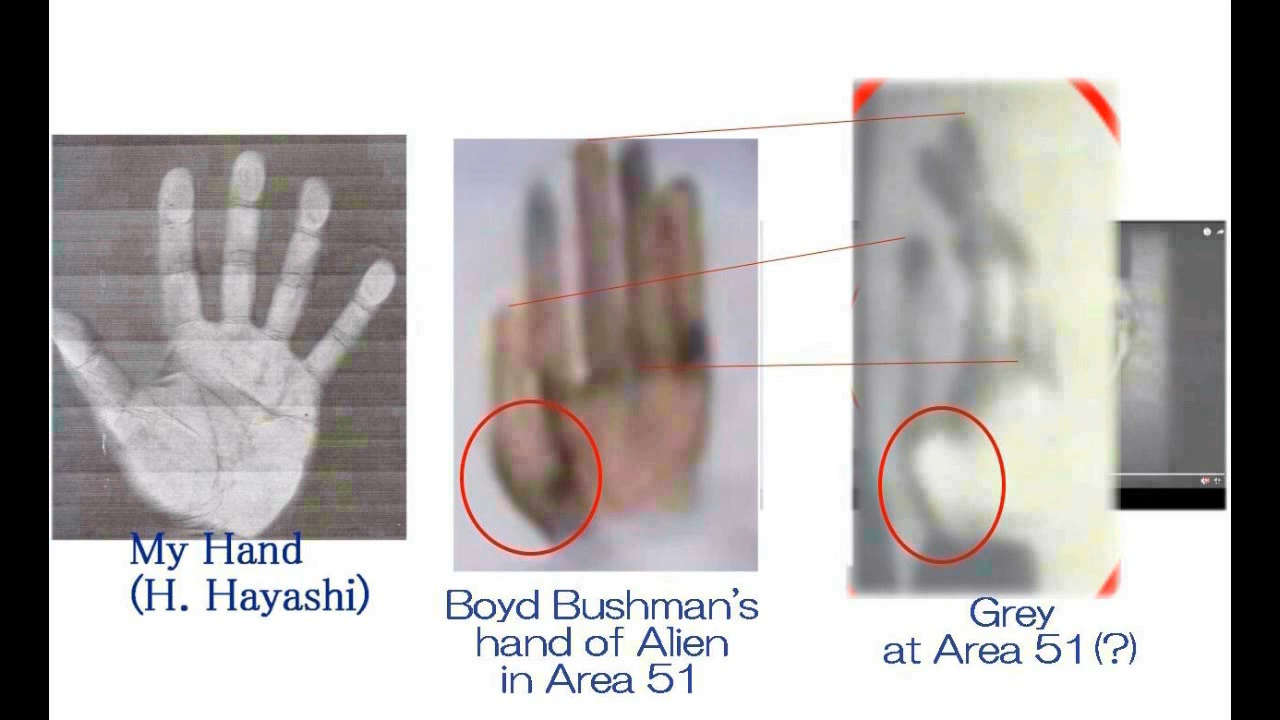 My Hand
(H. Hayashi)
Boyd Bushman's
hand of Alien
in Area 51
Grey
at Area 51(?)